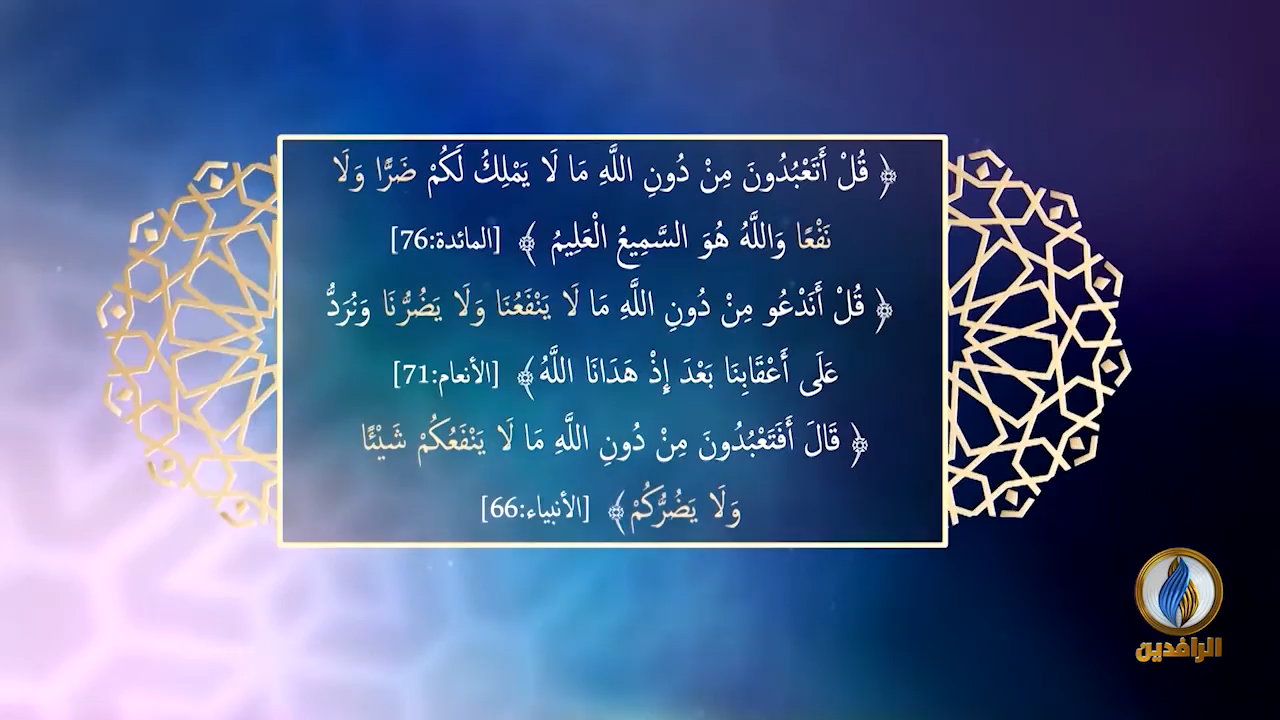 ﴿ قُلْ أَتَعْبُدُونَ مِنْ دُونِ اللَّهِ مَا لَا يَمْلِكُ لَكُمْ ضَرًّا وَلَا
نَفْعًا وَاللَّهُ هُوَ السَّمِيعُ الْعَلِيمُ ﴾ [المائدة:76]
﴿ قُلْ أَنَدْعُو مِنْ دُونِ اللَّهِ مَا لَا يَنْفَعُنَا وَلَا يَضُرُّنَا وَنُرَدُّ
عَلَى أَعْقَابِنَا بَعْدَ إِذْ هَدَانَا اللَّهُ ﴾ [الأنعام:71]
﴿ قَالَ أَفَتَعْبُدُونَ مِنْ دُونِ اللَّهِ مَا لَا يَنْفَعُكُمْ شَيْئًا
وَلَا يَضُرُّكُمْ ﴾ [الأنبياء:66]
الرافدين